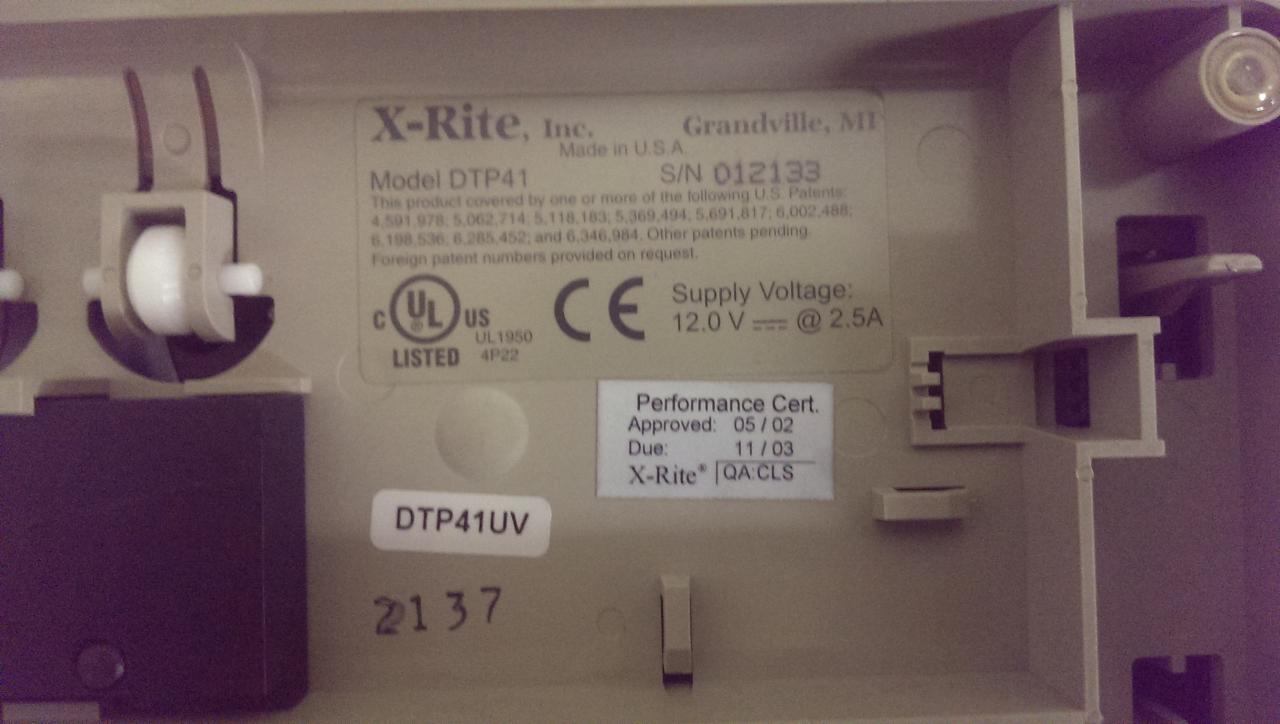 X-Rite, Inc. Grandville, MI
Made in U.S.A.
Model DTP41 S/N 012133
This product covered by one or more of the following U.S. Patents:
4,591,978; 5,062,714; 5,118,183; 5,369,494; 5,691,817; 6,002,488;
6,198,536; 6,285,452; and 6,346,984. Other patents pending.
Foreign patent numbers provided on request.
C UL ® US
UL1950
LISTED 4P22
CE
Supply Voltage:
12.0 V @ 2.5A
Performance Cert.
Approved: 05 / 02
Due: 11 / 03
X-Rite® QA:CLS
DTP41UV
2137